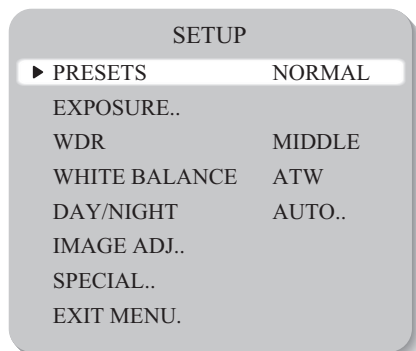 SETUP
▶ PRESETS NORMAL
EXPOSURE..
WDR MIDDLE
WHITE BALANCE ATW
DAY/NIGHT AUTO..
IMAGE ADJ..
SPECIAL..
EXIT MENU.